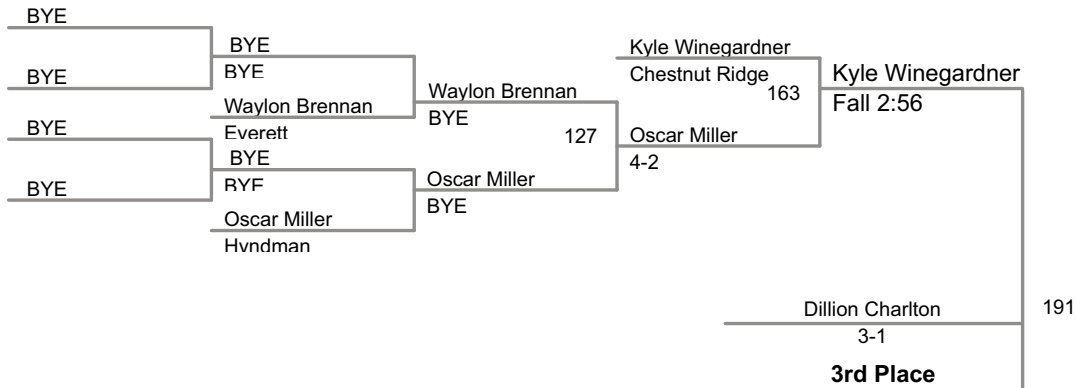 BYE
BYE
BYE
Kyle Winegardner
BYE
BYE
Chestnut Ridge
Kyle Winegardner
163
Waylon Brennan
Waylon Brennan
Fall 2:56
BYE
BYE
Everett
127
Oscar Miller
BYE
4-2
BYE
BYE
Oscar Miller
BYE
Oscar Miller
Hyndman
Dillion Charlton
191
3-1
3rd Place